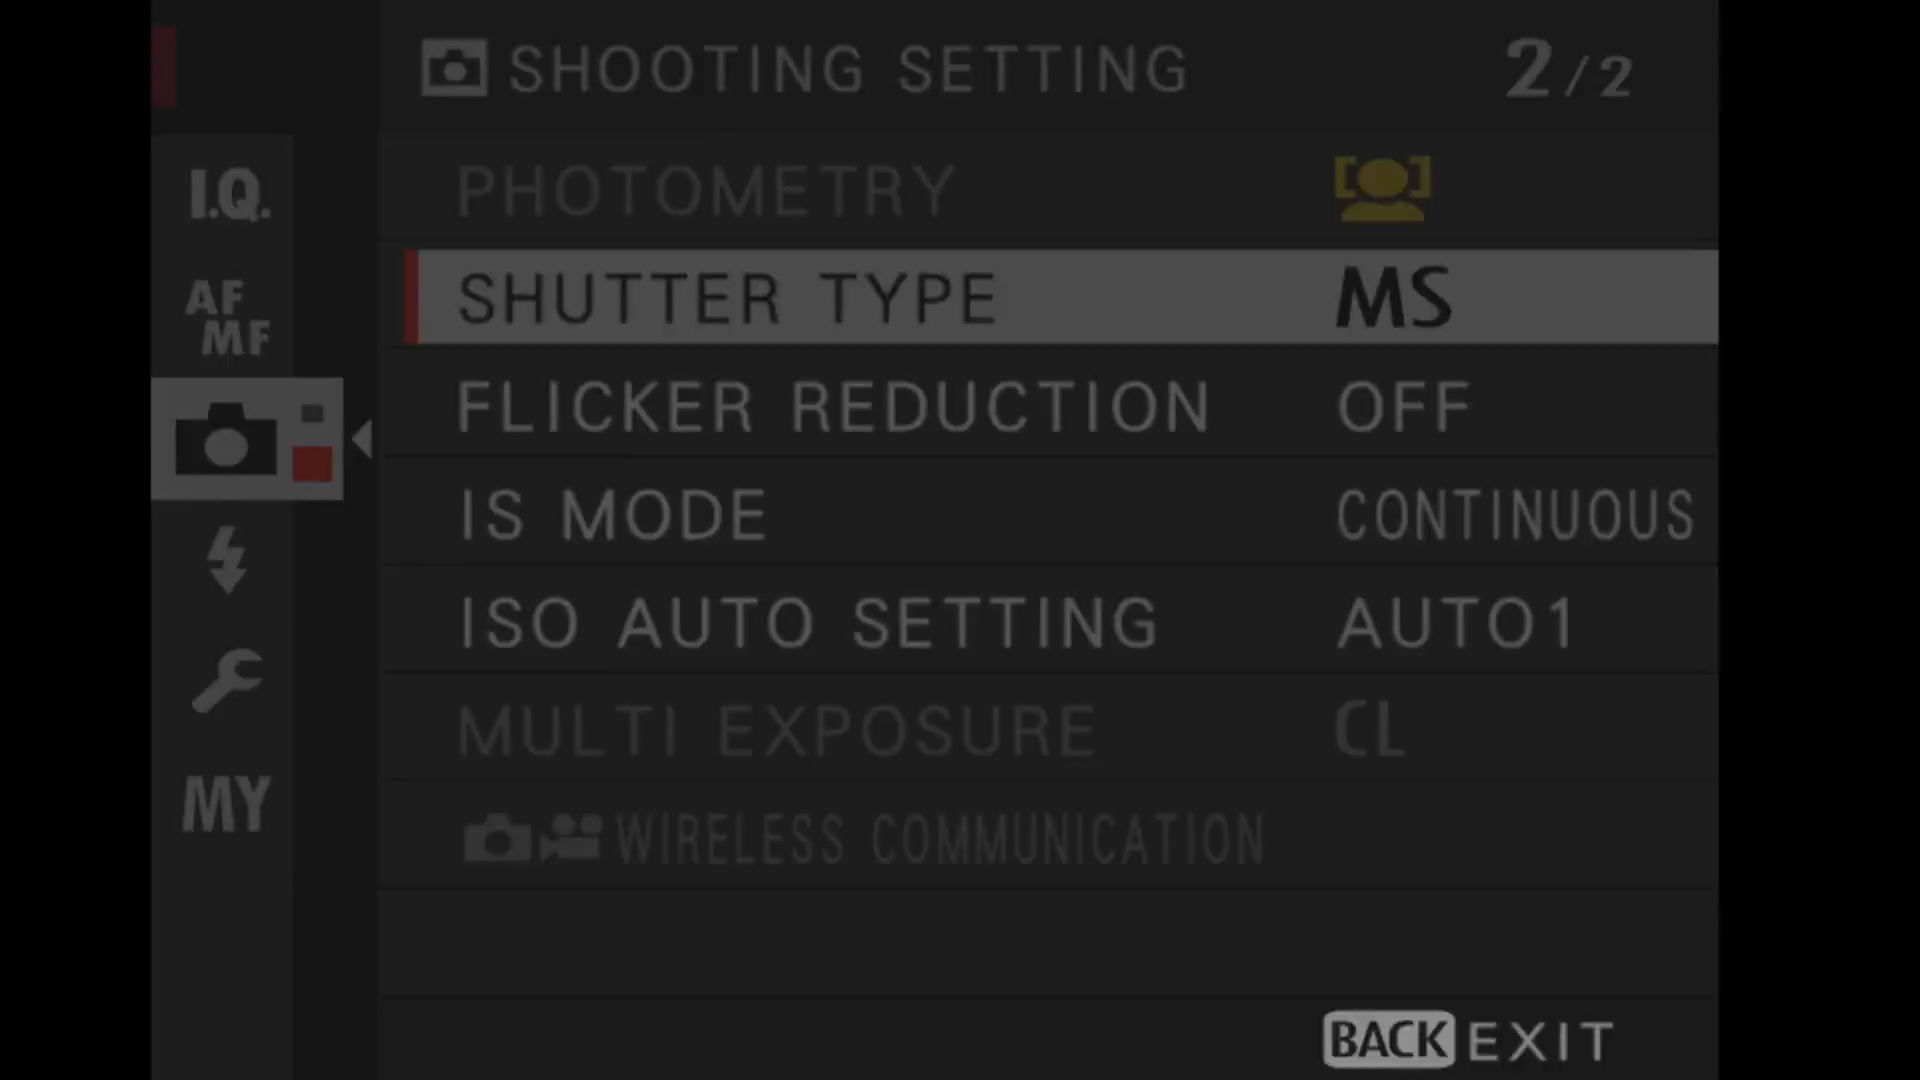 SHOOTING SETTING 2/2
I.Q.
AF
MF
MY
PHOTOMETRY
SHUTTER TYPE MS
FLICKER REDUCTION OFF
IS MODE CONTINUOUS
ISO AUTO SETTING AUTO1
MULTI EXPOSURE CL
WIRELESS COMMUNICATION
BACK EXIT